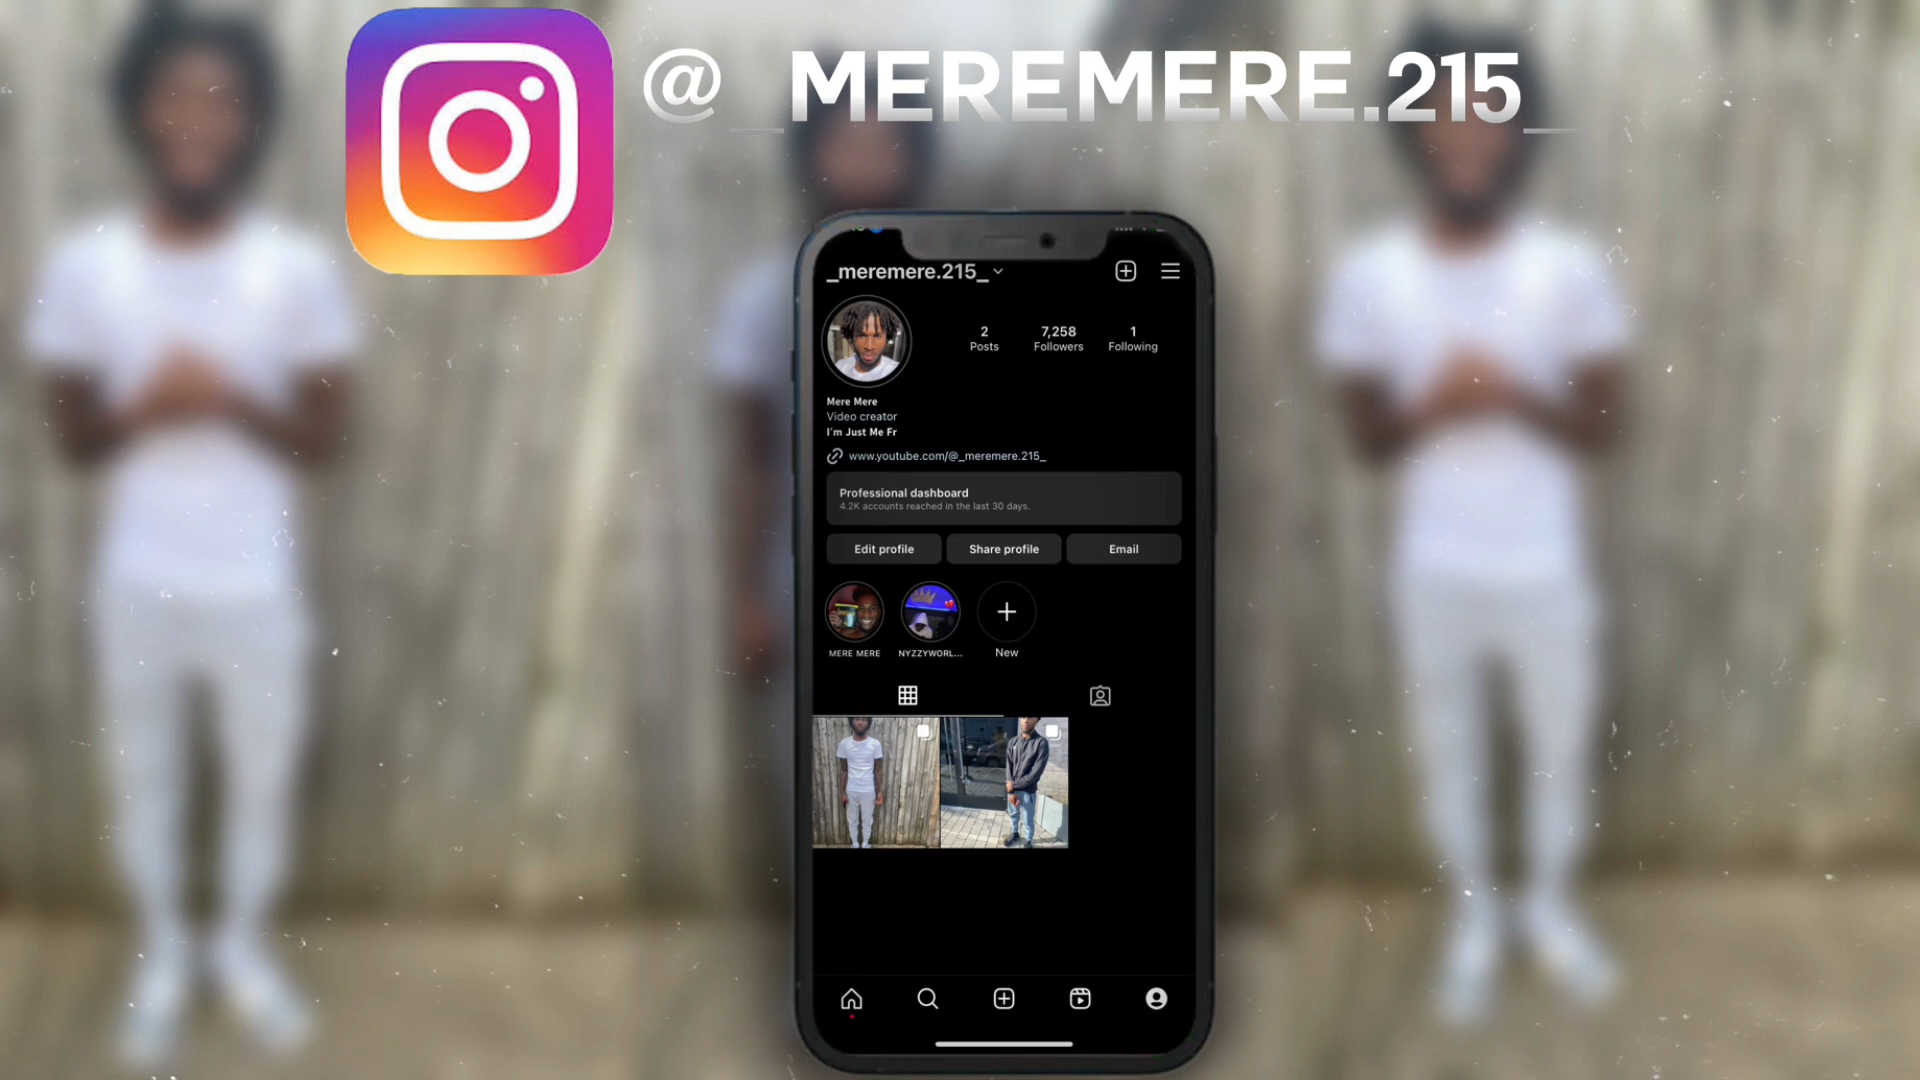 @_MEREMERE.215_
_meremere.215_
2 7,258 1
Posts Followers Following
Mere Mere
Video creator
I'm Just Me Fr
www.youtube.com/@_meremere.215_
Professional dashboard
4.2K accounts reached in the last 30 days.
Edit profile Share profile Email
MERE MERE NYZZYWORL... New